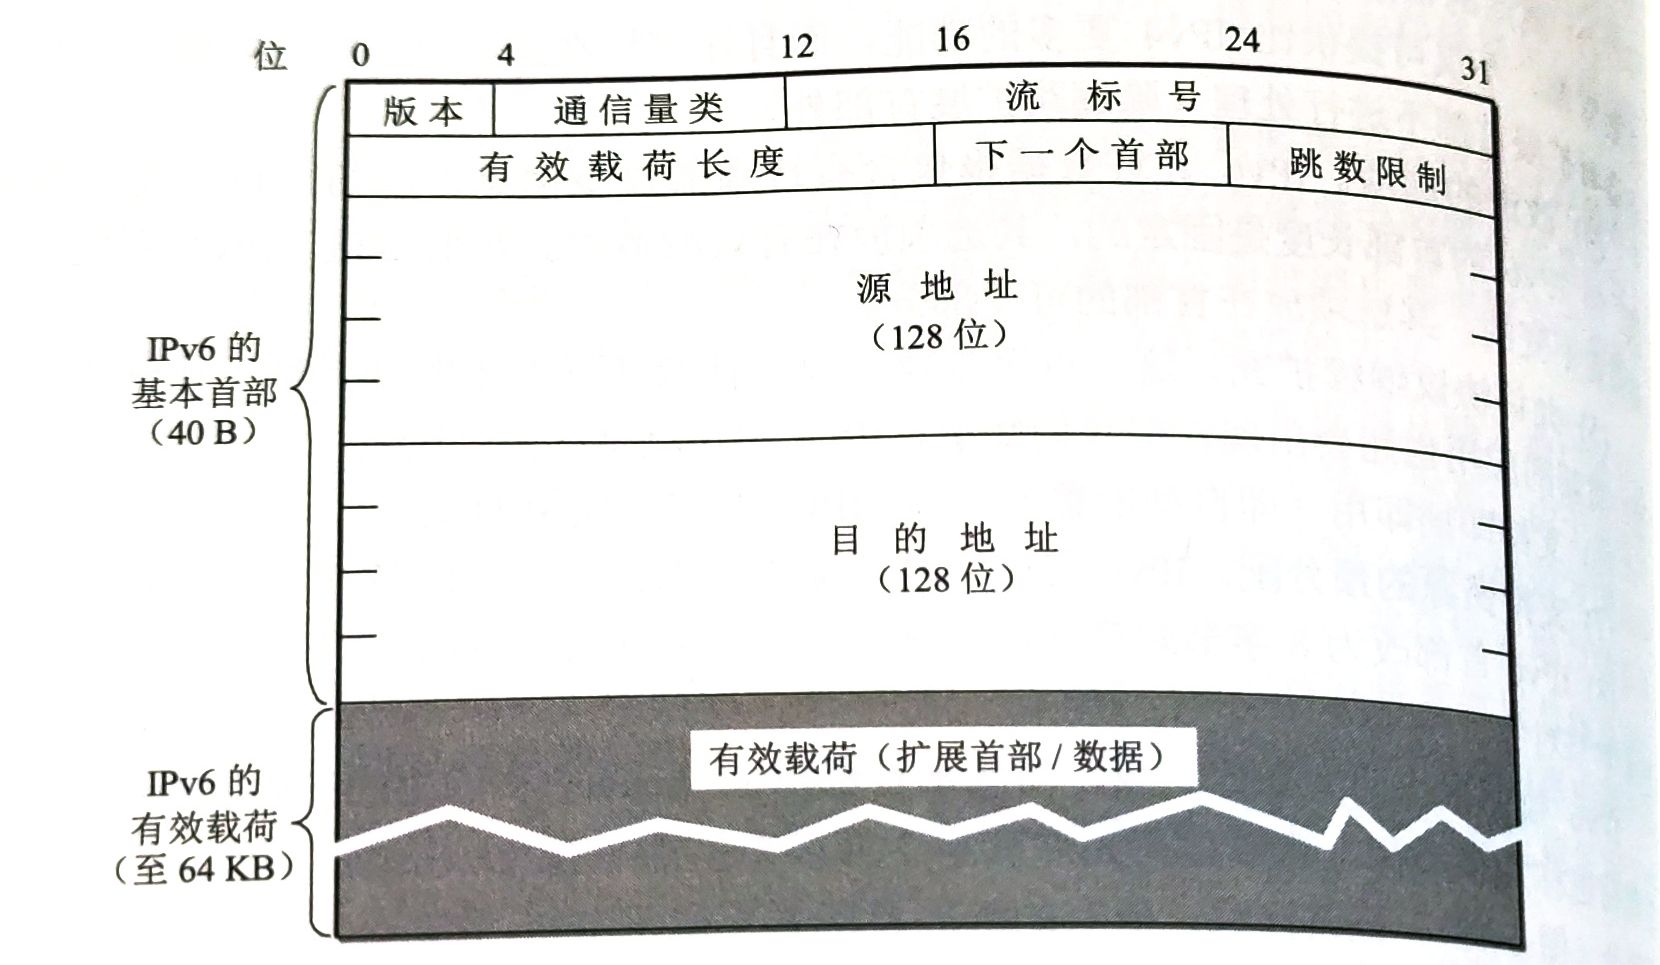 位 0 4 12 16 24 31
版本 通信量类 流标号
有效载荷长度 下一个首部 跳数限制
源地址
（128 位）
IPv6 的
基本首部
（40 B）
目的地址
（128 位）
有效载荷（扩展首部 / 数据）
IPv6 的
有效载荷
（至 64 KB）